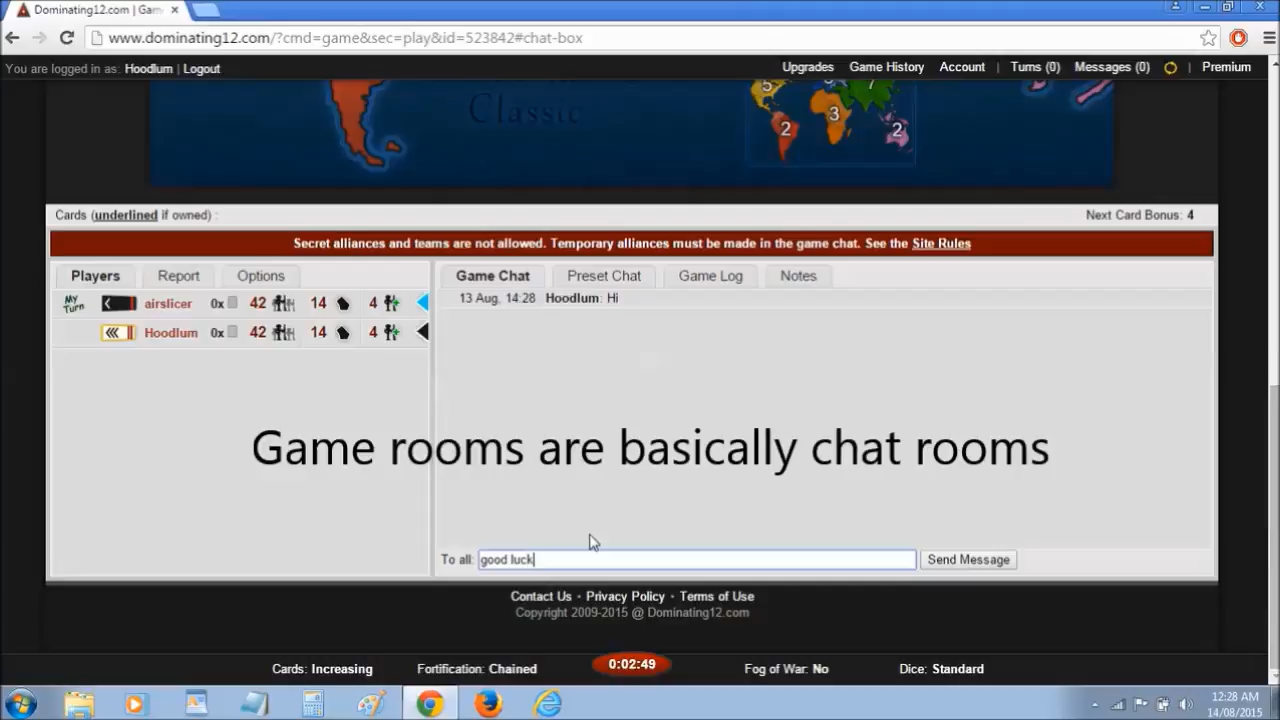 Dominating12.com | Gam
www.dominating12.com/?cmd=game&sec=play&id=523842#chat-box
You are logged in as: Hoodlum | Logout
Upgrades Game History Account | Turns (0) Messages (0) | Premium
Classic
5 7
2 3 2
Cards (underlined if owned) :
Next Card Bonus: 4
Secret alliances and teams are not allowed. Temporary alliances must be made in the game chat. See the Site Rules
Players Report Options
Game Chat Preset Chat Game Log Notes
My Turn airslicer 0x 42 14 4
Hoodlum 0x 42 14 4
13 Aug, 14:28 Hoodlum: Hi
Game rooms are basically chat rooms
To all: good luck Send Message
Contact Us · Privacy Policy · Terms of Use
Copyright 2009-2015 @ Dominating12.com
Cards: Increasing Fortification: Chained 0:02:49 Fog of War: No Dice: Standard
12:28 AM
14/08/2015